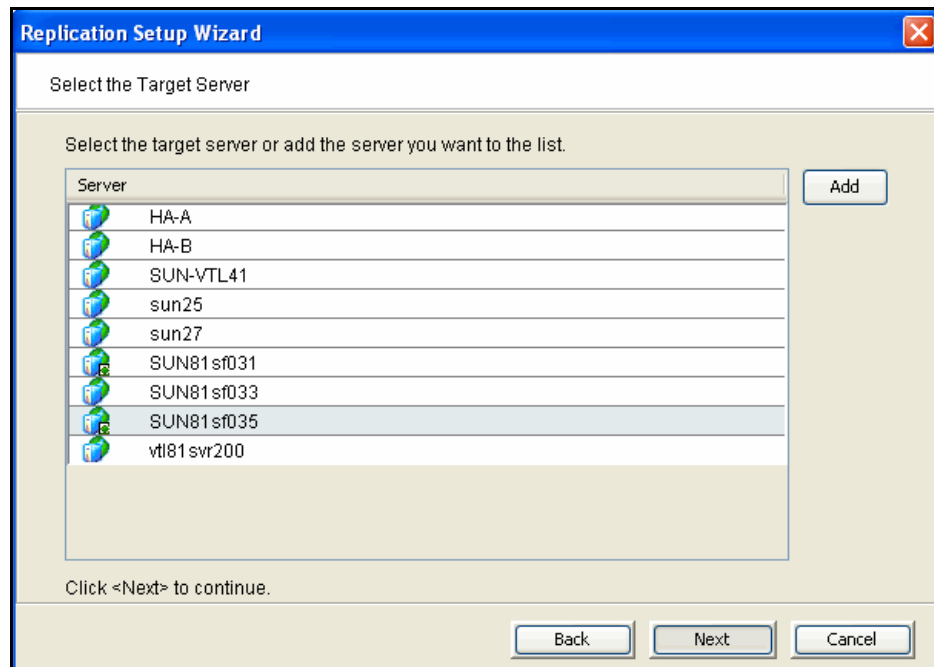 Replication Setup Wizard
Select the Target Server
Select the target server or add the server you want to the list.
Server
Add
HA-A
HA-B
SUN-VTL41
sun25
sun27
SUN81sf031
SUN81sf033
SUN81sf035
vtl81svr200
Click <Next> to continue.
Back Next Cancel